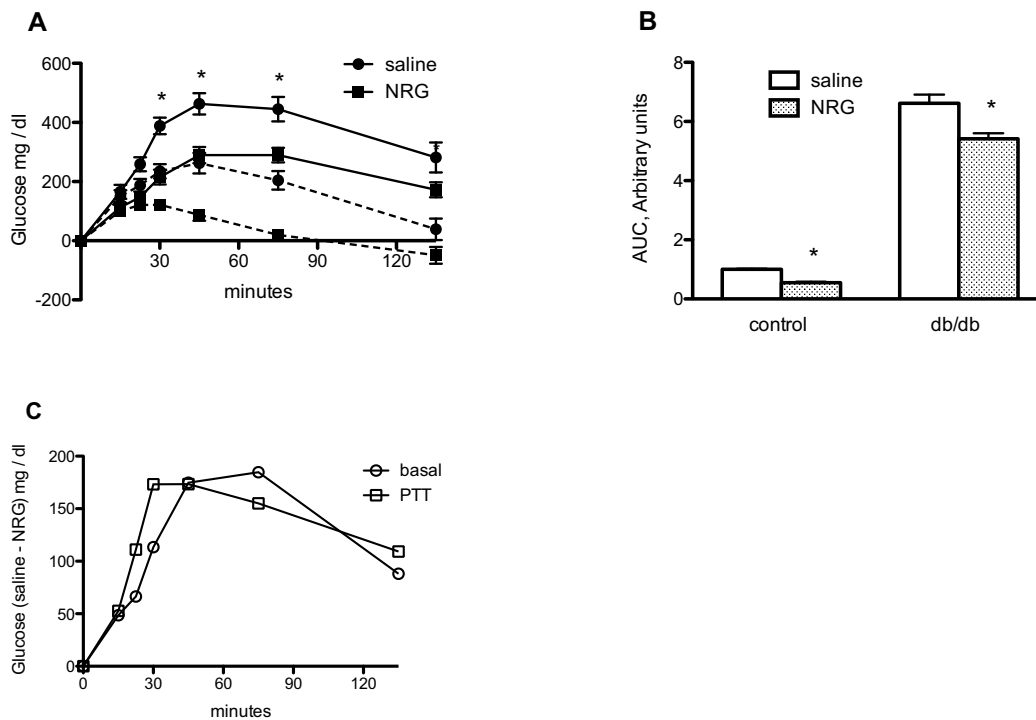 A
Glucose mg / dl
600
400
200
0
-200
30
60
90
120
minutes
saline
NRG
*
*
*
*
B
AUC, Arbitrary units
8
6
4
2
0
saline
NRG
*
*
control
db/db
C
Glucose (saline - NRG) mg / dl
200
150
100
50
0
0
30
60
90
120
minutes
basal
PTT